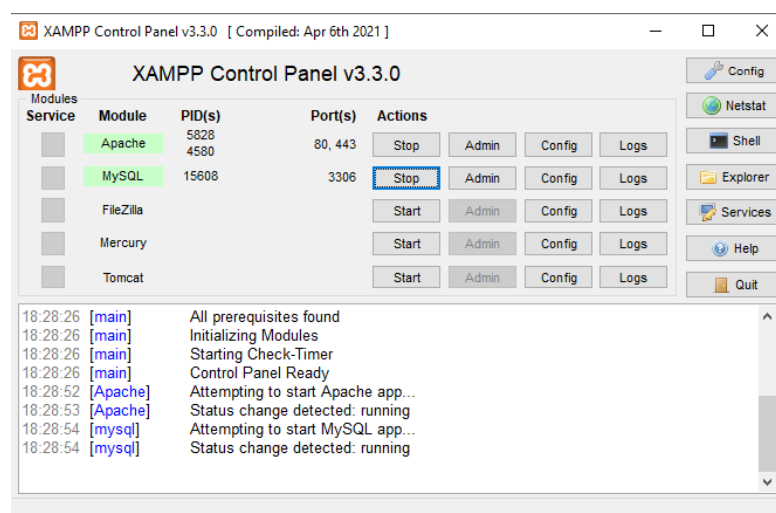 XAMPP Control Panel v3.3.0 [ Compiled: Apr 6th 2021 ]
XAMPP Control Panel v3.3.0
Config
Modules
Service Module PID(s) Port(s) Actions
Netstat
Apache 5828 4580 80, 443 Stop Admin Config Logs
Shell
MySQL 15608 3306 Stop Admin Config Logs
Explorer
FileZilla Start Admin Config Logs
Services
Mercury Start Admin Config Logs
Help
Tomcat Start Admin Config Logs
Quit
18:28:26 [main] All prerequisites found
18:28:26 [main] Initializing Modules
18:28:26 [main] Starting Check-Timer
18:28:26 [main] Control Panel Ready
18:28:52 [Apache] Attempting to start Apache app...
18:28:53 [Apache] Status change detected: running
18:28:54 [mysql] Attempting to start MySQL app...
18:28:54 [mysql] Status change detected: running